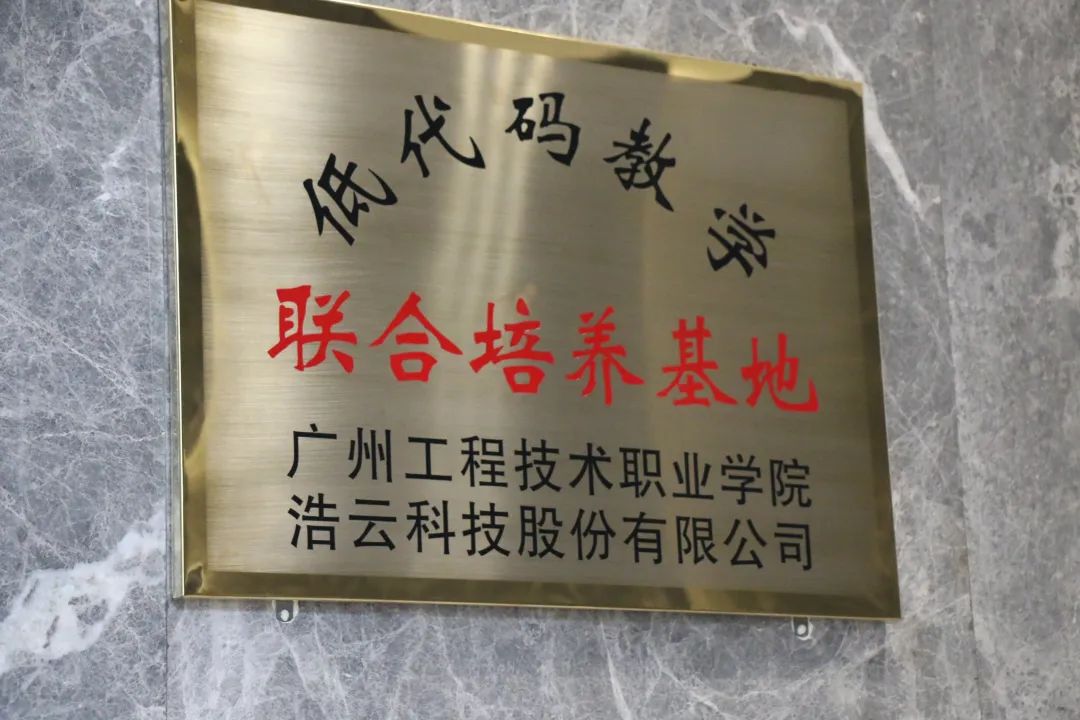 低代码教学
联合培养基地
广州工程技术职业学院
浩云科技股份有限公司